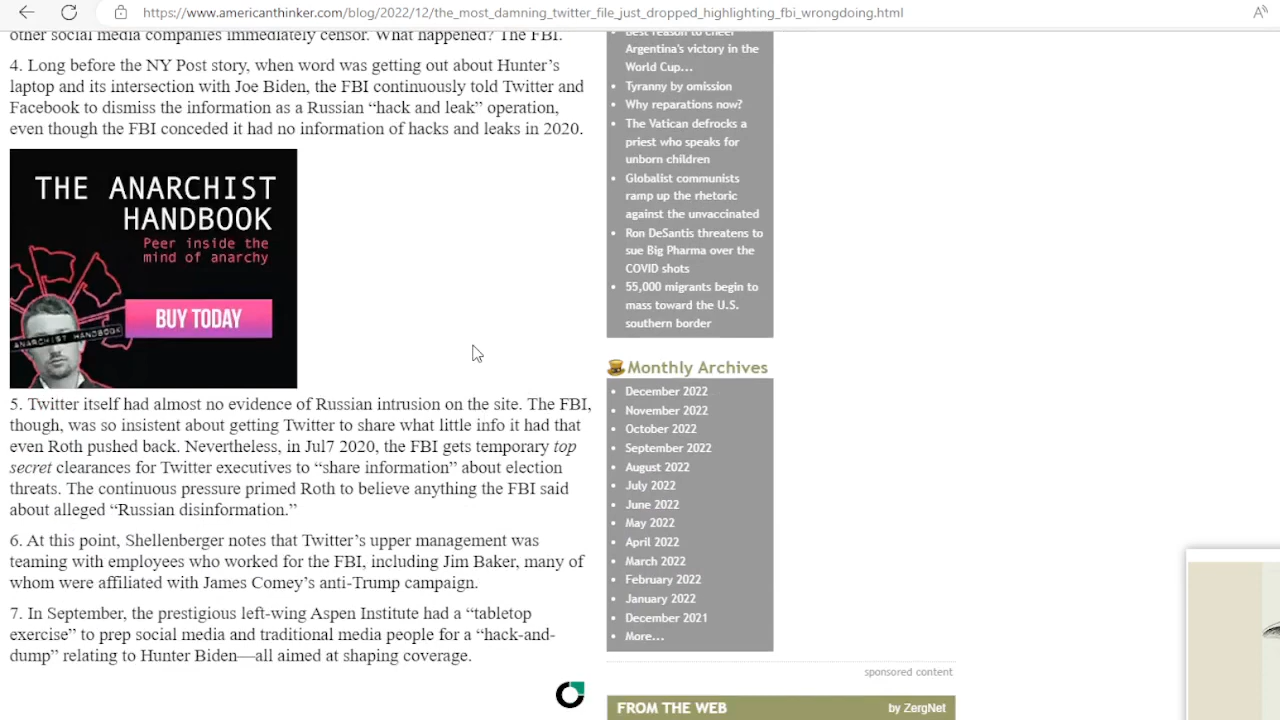 https://www.americanthinker.com/blog/2022/12/the_most_damning_twitter_file_just_dropped_highlighting_fbi_wrongdoing.html
other social media companies immediately censor. What happened? The FBI.
4. Long before the NY Post story, when word was getting out about Hunter's
laptop and its intersection with Joe Biden, the FBI continuously told Twitter and
Facebook to dismiss the information as a Russian “hack and leak” operation,
even though the FBI conceded it had no information of hacks and leaks in 2020.
THE ANARCHIST
HANDBOOK
Peer inside the
mind of anarchy
BUY TODAY
ANARCHIST HANDBOOK
5. Twitter itself had almost no evidence of Russian intrusion on the site. The FBI,
though, was so insistent about getting Twitter to share what little info it had that
even Roth pushed back. Nevertheless, in Jul7 2020, the FBI gets temporary top
secret clearances for Twitter executives to “share information” about election
threats. The continuous pressure primed Roth to believe anything the FBI said
about alleged “Russian disinformation.”
6. At this point, Shellenberger notes that Twitter’s upper management was
teaming with employees who worked for the FBI, including Jim Baker, many of
whom were affiliated with James Comey’s anti-Trump campaign.
7. In September, the prestigious left-wing Aspen Institute had a “tabletop
exercise” to prep social media and traditional media people for a “hack-and-
dump” relating to Hunter Biden—all aimed at shaping coverage.
Best reason to cheer
Argentina's victory in the
World Cup...
Tyranny by omission
Why reparations now?
The Vatican defrocks a
priest who speaks for
unborn children
Globalist communists
ramp up the rhetoric
against the unvaccinated
Ron DeSantis threatens to
sue Big Pharma over the
COVID shots
55,000 migrants begin to
mass toward the U.S.
southern border
Monthly Archives
December 2022
November 2022
October 2022
September 2022
August 2022
July 2022
June 2022
May 2022
April 2022
March 2022
February 2022
January 2022
December 2021
More...
sponsored content
FROM THE WEB
by ZergNet